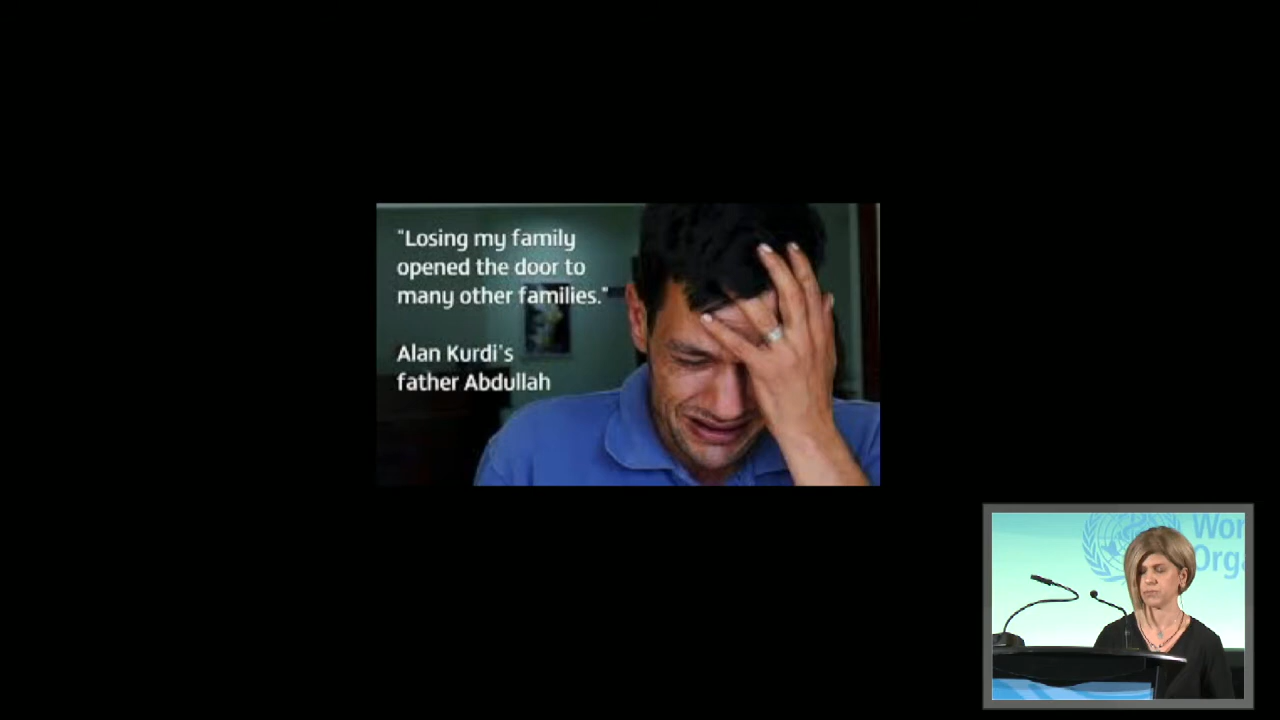 "Losing my family
opened the door to
many other families."
Alan Kurdi's
father Abdullah